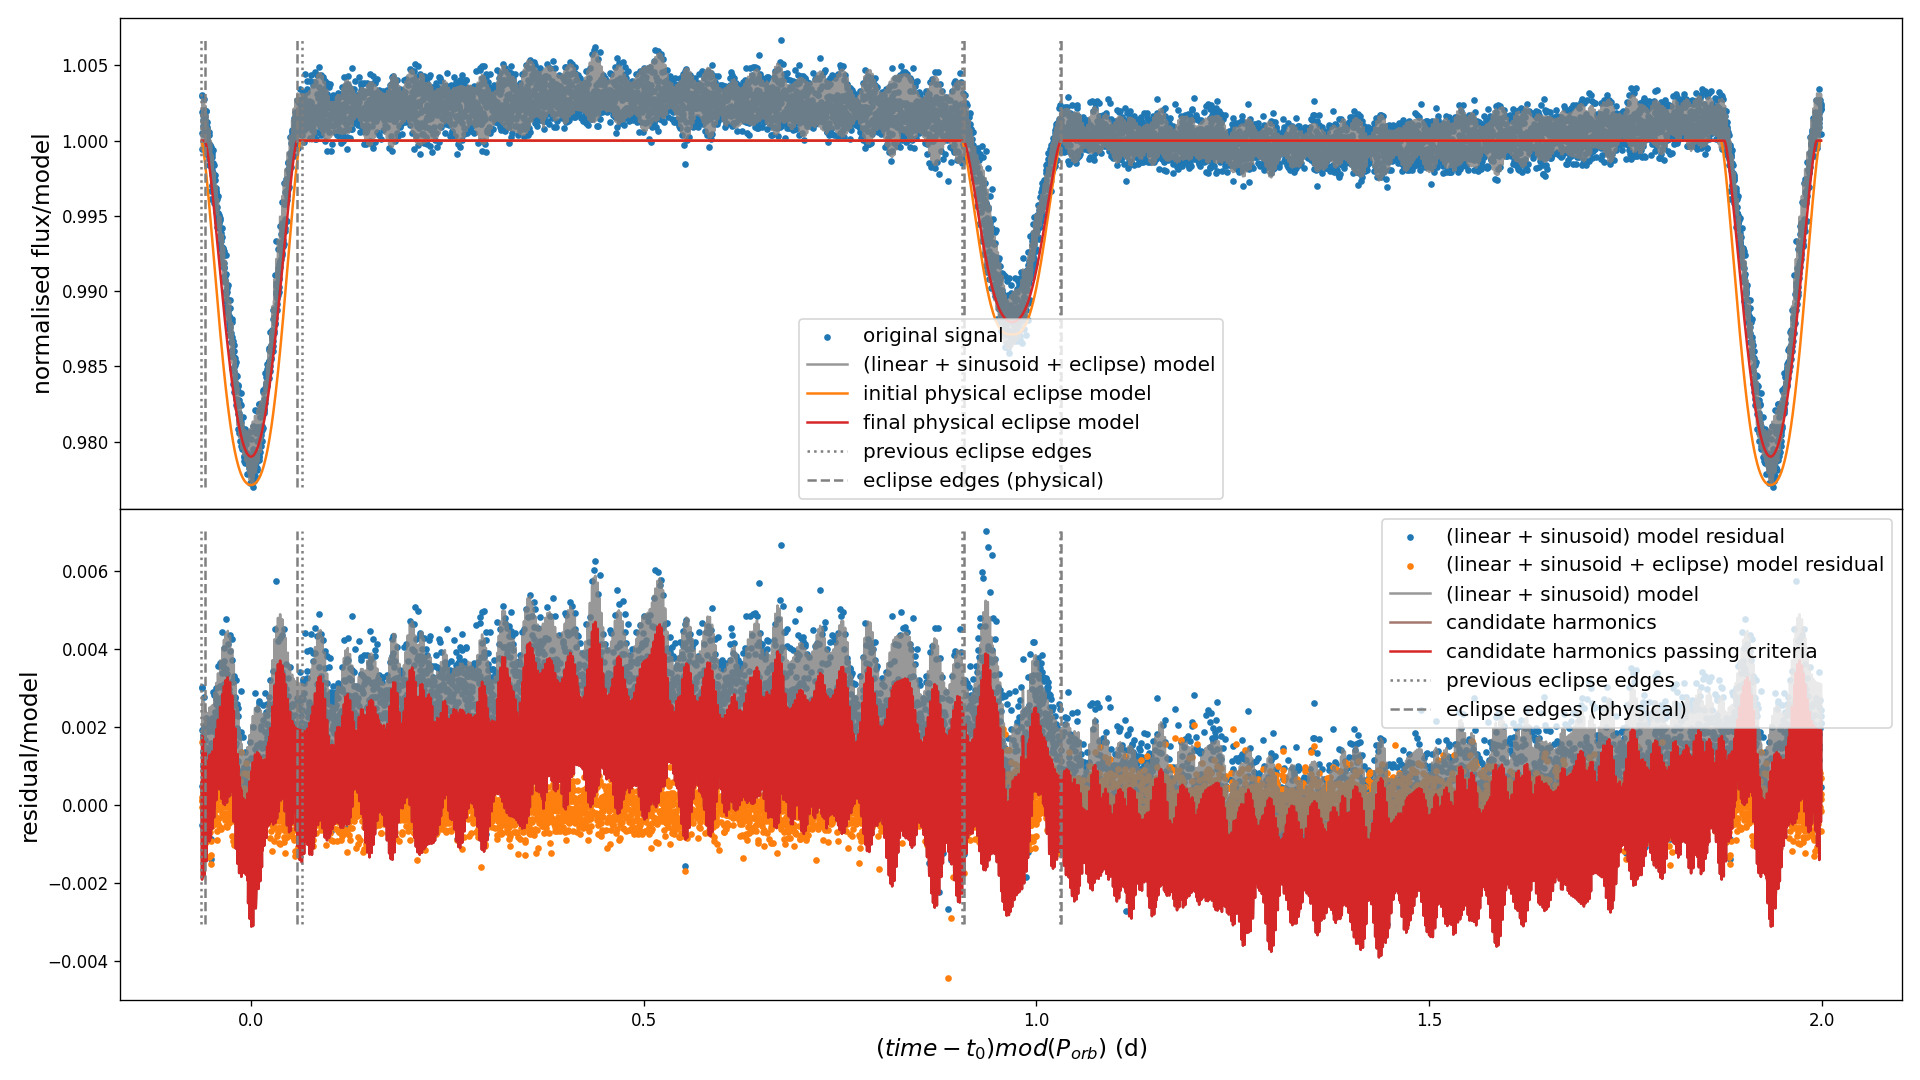 normalised flux/model
1.005
1.000
0.995
0.990
0.985
0.980
original signal
(linear + sinusoid + eclipse) model
initial physical eclipse model
final physical eclipse model
previous eclipse edges
eclipse edges (physical)
residual/model
0.006
0.004
0.002
0.000
−0.002
−0.004
(linear + sinusoid) model residual
(linear + sinusoid + eclipse) model residual
(linear + sinusoid) model
candidate harmonics
candidate harmonics passing criteria
previous eclipse edges
eclipse edges (physical)
0.0 0.5 1.0 1.5 2.0
(time − t₀)mod(P_orb) (d)